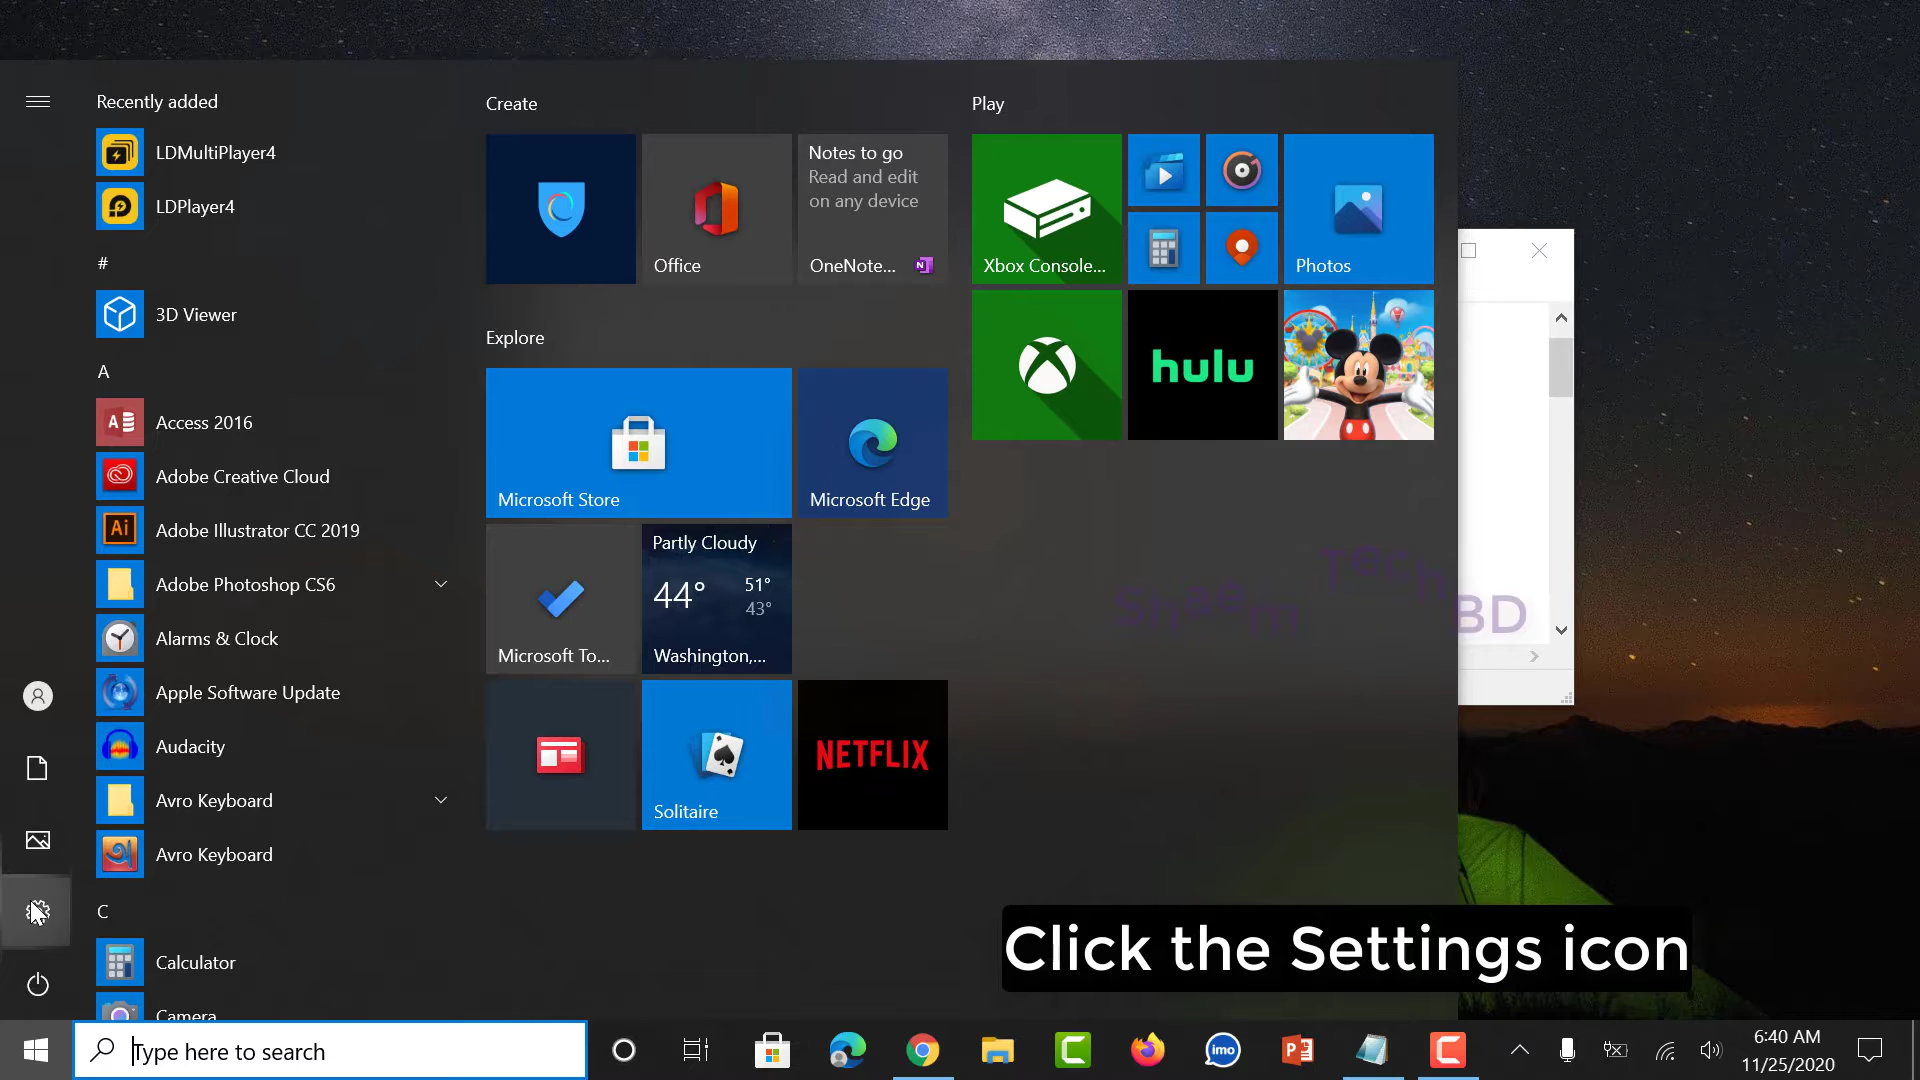 Recently added
LDMultiPlayer4
LDPlayer4
#
3D Viewer
A
Access 2016
Adobe Creative Cloud
Adobe Illustrator CC 2019
Adobe Photoshop CS6
Alarms & Clock
Apple Software Update
Audacity
Avro Keyboard
Avro Keyboard
C
Calculator
Camera
Create
Office
Notes to go
Read and edit
on any device
OneNote...
Explore
Microsoft Store
Microsoft Edge
Microsoft To...
Partly Cloudy
44° 51°
43°
Washington,...
Solitaire
NETFLIX
Play
Xbox Console...
Photos
hulu
Shaem Tech BD
Click the Settings icon
Type here to search
imo
6:40 AM
11/25/2020